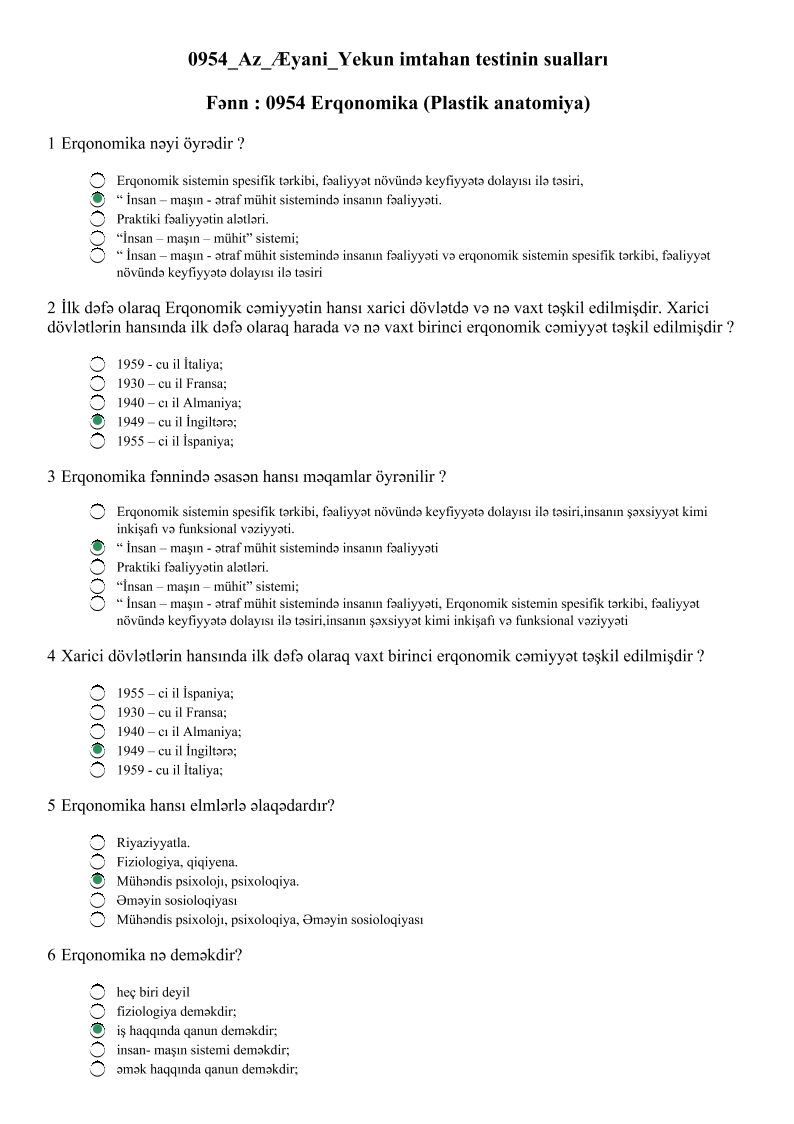 0954_Az_Æyani_Yekun imtahan testinin sualları
Fənn : 0954 Erqonomika (Plastik anatomiya)
1 Erqonomika nəyi öyrədir ?
Erqonomik sistemin spesifik tərkibi, fəaliyyət növündə keyfiyyətə dolayısı ilə təsiri,
“ İnsan – maşın - ətraf mühit sistemində insanın fəaliyyəti.
Praktiki fəaliyyətin alətləri.
“İnsan – maşın – mühit” sistemi;
“ İnsan – maşın - ətraf mühit sistemində insanın fəaliyyəti və erqonomik sistemin spesifik tərkibi, fəaliyyət
növündə keyfiyyətə dolayısı ilə təsiri
2 İlk dəfə olaraq Erqonomik cəmiyyətin hansı xarici dövlətdə və nə vaxt təşkil edilmişdir. Xarici
dövlətlərin hansında ilk dəfə olaraq harada və nə vaxt birinci erqonomik cəmiyyət təşkil edilmişdir ?
1959 - cu il İtaliya;
1930 – cu il Fransa;
1940 – cı il Almaniya;
1949 – cu il İngiltərə;
1955 – ci il İspaniya;
3 Erqonomika fənnində əsasən hansı məqamlar öyrənilir ?
Erqonomik sistemin spesifik tərkibi, fəaliyyət növündə keyfiyyətə dolayısı ilə təsiri,insanın şəxsiyyət kimi
inkişafı və funksional vəziyyəti.
“ İnsan – maşın - ətraf mühit sistemində insanın fəaliyyəti
Praktiki fəaliyyətin alətləri.
“İnsan – maşın – mühit” sistemi;
“ İnsan – maşın - ətraf mühit sistemində insanın fəaliyyəti, Erqonomik sistemin spesifik tərkibi, fəaliyyət
növündə keyfiyyətə dolayısı ilə təsiri,insanın şəxsiyyət kimi inkişafı və funksional vəziyyəti
4 Xarici dövlətlərin hansında ilk dəfə olaraq vaxt birinci erqonomik cəmiyyət təşkil edilmişdir ?
1955 – ci il İspaniya;
1930 – cu il Fransa;
1940 – cı il Almaniya;
1949 – cu il İngiltərə;
1959 - cu il İtaliya;
5 Erqonomika hansı elmlərlə əlaqədardır?
Riyaziyyatla.
Fiziologiya, qiqiyena.
Mühəndis psixolojı, psixoloqiya.
Əməyin sosioloqiyası
Mühəndis psixolojı, psixoloqiya, Əməyin sosioloqiyası
6 Erqonomika nə deməkdir?
heç biri deyil
fiziologiya deməkdir;
iş haqqında qanun deməkdir;
insan- maşın sistemi deməkdir;
əmək haqqında qanun deməkdir;